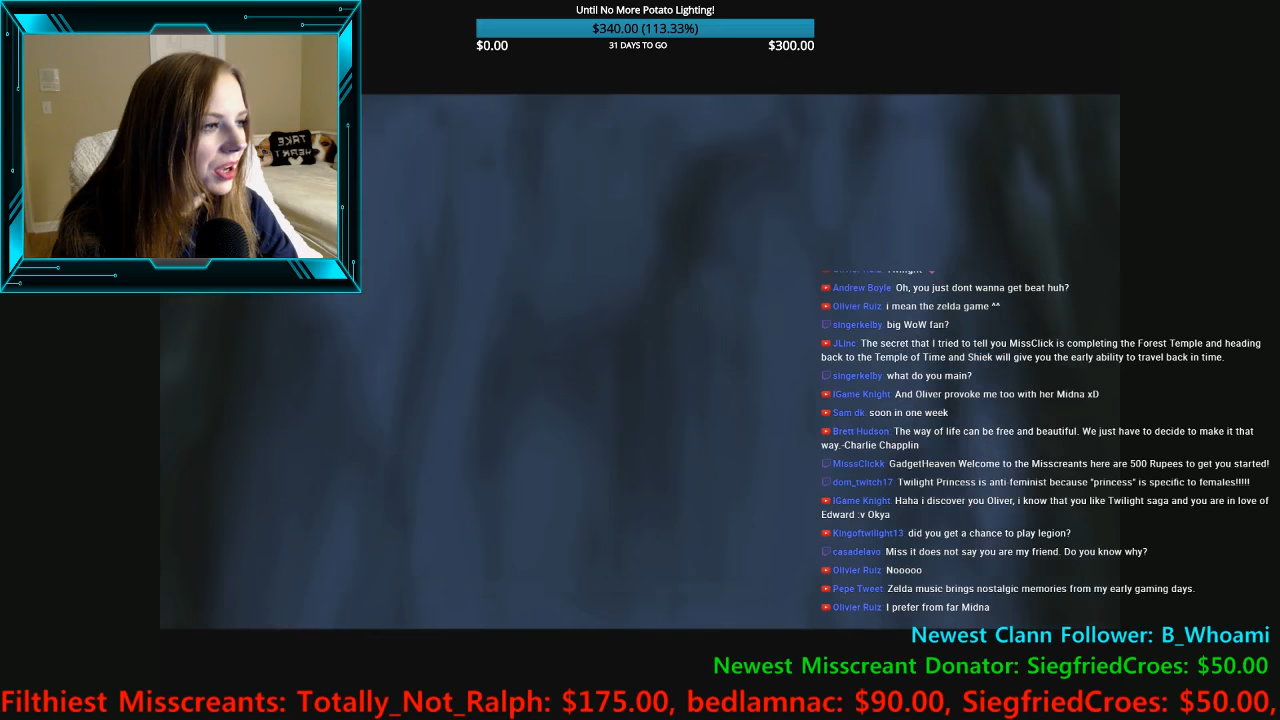 Until No More Potato Lighting!
$340.00 (113.33%)
$0.00 31 DAYS TO GO $300.00
TAKE
HEART
Andrew Boyle: Oh, you just dont wanna get beat huh?
Olivier Ruiz: i mean the zelda game ^^
singerkelby: big WoW fan?
JLinc: The secret that I tried to tell you MissClick is completing the Forest Temple and heading
back to the Temple of Time and Shiek will give you the early ability to travel back in time.
singerkelby: what do you main?
IGame Knight: And Oliver provoke me too with her Midna xD
Sam dk: soon in one week
Brett Hudson: The way of life can be free and beautiful. We just have to decide to make it that
way.-Charlie Chapplin
MisssClickk: GadgetHeaven Welcome to the Misscreants here are 500 Rupees to get you started!
dom_twitch17: Twilight Princess is anti-feminist because "princess" is specific to females!!!!!
IGame Knight: Haha i discover you Oliver, i know that you like Twilight saga and you are in love of
Edward :v Okya
Kingoftwilight13: did you get a chance to play legion?
casadelavo: Miss it does not say you are my friend. Do you know why?
Olivier Ruiz: Nooooo
Pepe Tweet: Zelda music brings nostalgic memories from my early gaming days.
Olivier Ruiz: I prefer from far Midna
Newest Clann Follower: B_Whoami
Newest Misscreant Donator: SiegfriedCroes: $50.00
Filthiest Misscreants: Totally_Not_Ralph: $175.00, bedlamnac: $90.00, SiegfriedCroes: $50.00,